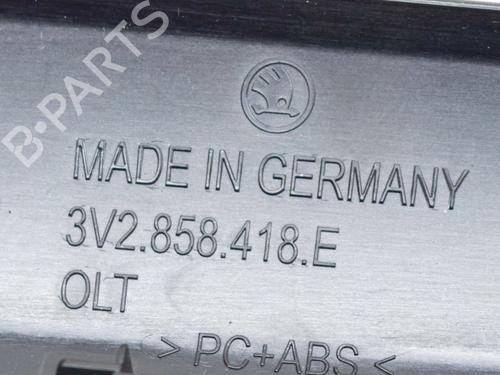 B-PARTS
MADE IN GERMANY
3V2.858.418.E
OLT
> PC+ABS <